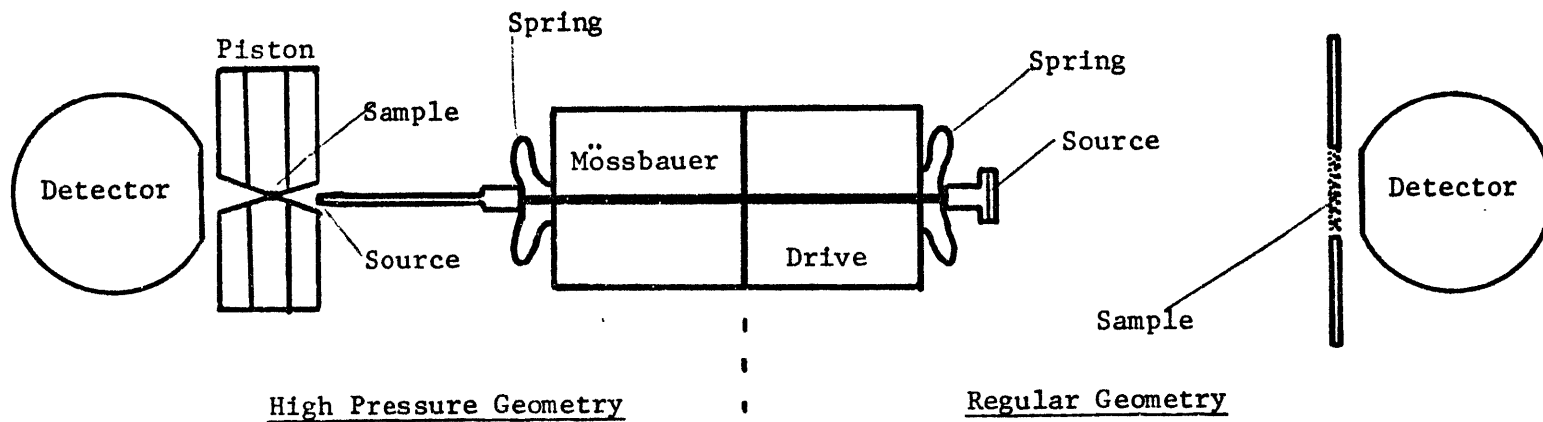 Spring
Piston
Spring
Sample
Source
Mössbauer
Detector
Detector
Source
Drive
Sample
High Pressure Geometry
Regular Geometry